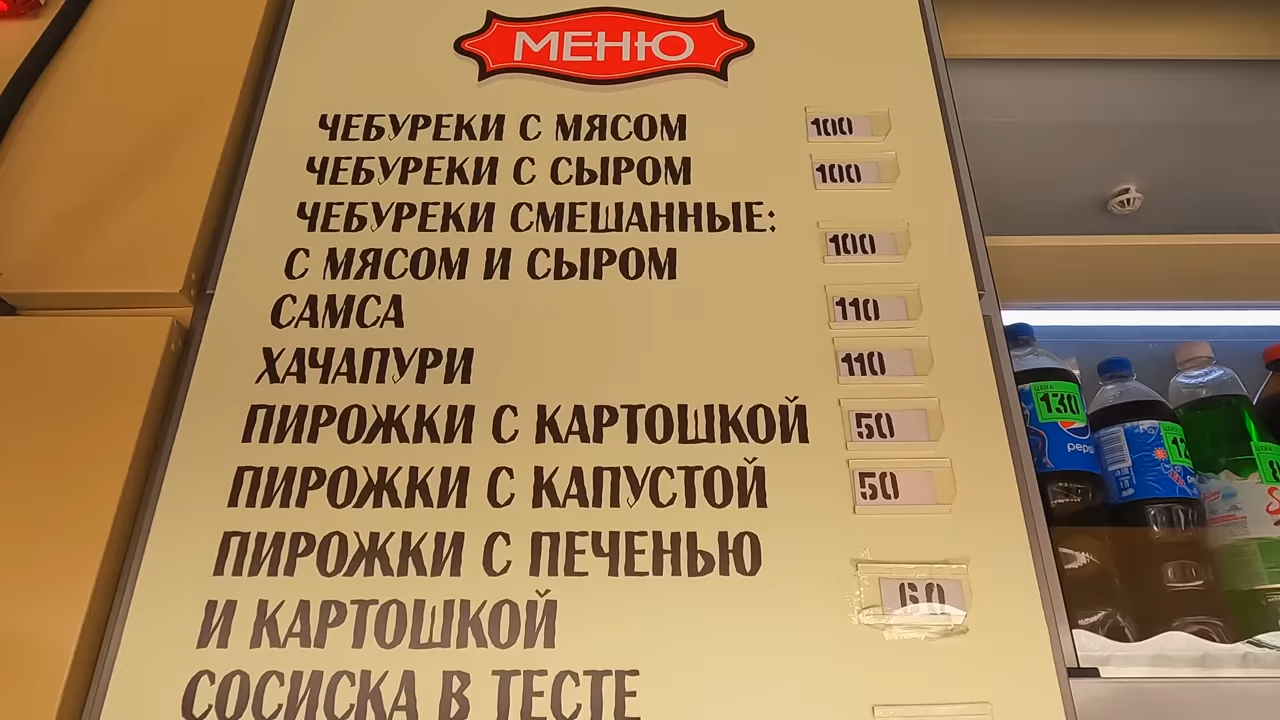 МЕНЮ
ЧЕБУРЕКИ С МЯСОМ 100
ЧЕБУРЕКИ С СЫРОМ 100
ЧЕБУРЕКИ СМЕШАННЫЕ:
С МЯСОМ И СЫРОМ 100
САМСА 110
ХАЧАПУРИ 110
ПИРОЖКИ С КАРТОШКОЙ 50
ПИРОЖКИ С КАПУСТОЙ 50
ПИРОЖКИ С ПЕЧЕНЬЮ
И КАРТОШКОЙ 60
СОСИСКА В ТЕСТЕ
ЦЕНА
130
pepsi